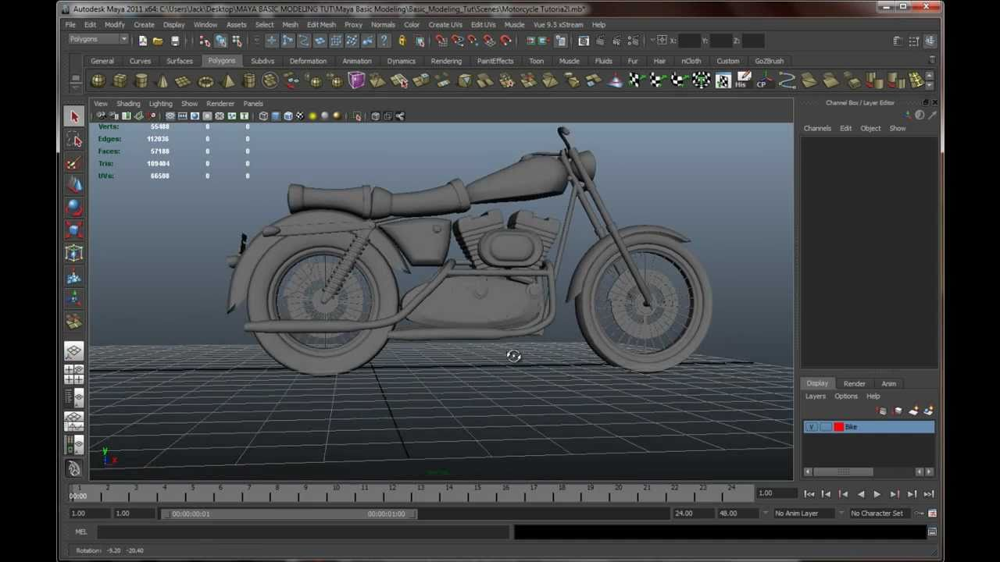 Autodesk Maya 2011 x64: C:\Users\Jack\Desktop\MAYA BASIC MODELING TUT\Maya Basic Modeling\Basic_Modeling_Tut\Scenes\Motorcycle Tutoria2l.mb*
File Edit Modify Create Display Window Assets Select Mesh Edit Mesh Proxy Normals Color Create UVs Edit UVs Muscle Vue 9.3 xStream Help
Polygons X: Y: Z:
General Curves Surfaces Polygons Subdivs Deformation Animation Dynamics Rendering PaintEffects Toon Muscle Fluids Fur Hair nCloth Custom GoZBrush
His CP
View Shading Lighting Show Renderer Panels
Channel Box / Layer Editor
Channels Edit Object Show
Verts: 55488 0 0
Edges: 112036 0 0
Faces: 57188 0 0
Tris: 109404 0 0
UVs: 66508 0 0
Display Render Anim
Layers Options Help
V Bike
y x
1 2 3 4 5 6 7 8 9 10 11 12 13 14 15 16 17 18 19 20 21 22 23 24
00:00 1.00
1.00 1.00 00:00:00:01 00:00:01:00 24.00 48.00 No Anim Layer No Character Set
MEL
Rotation: -9.20 -20.40